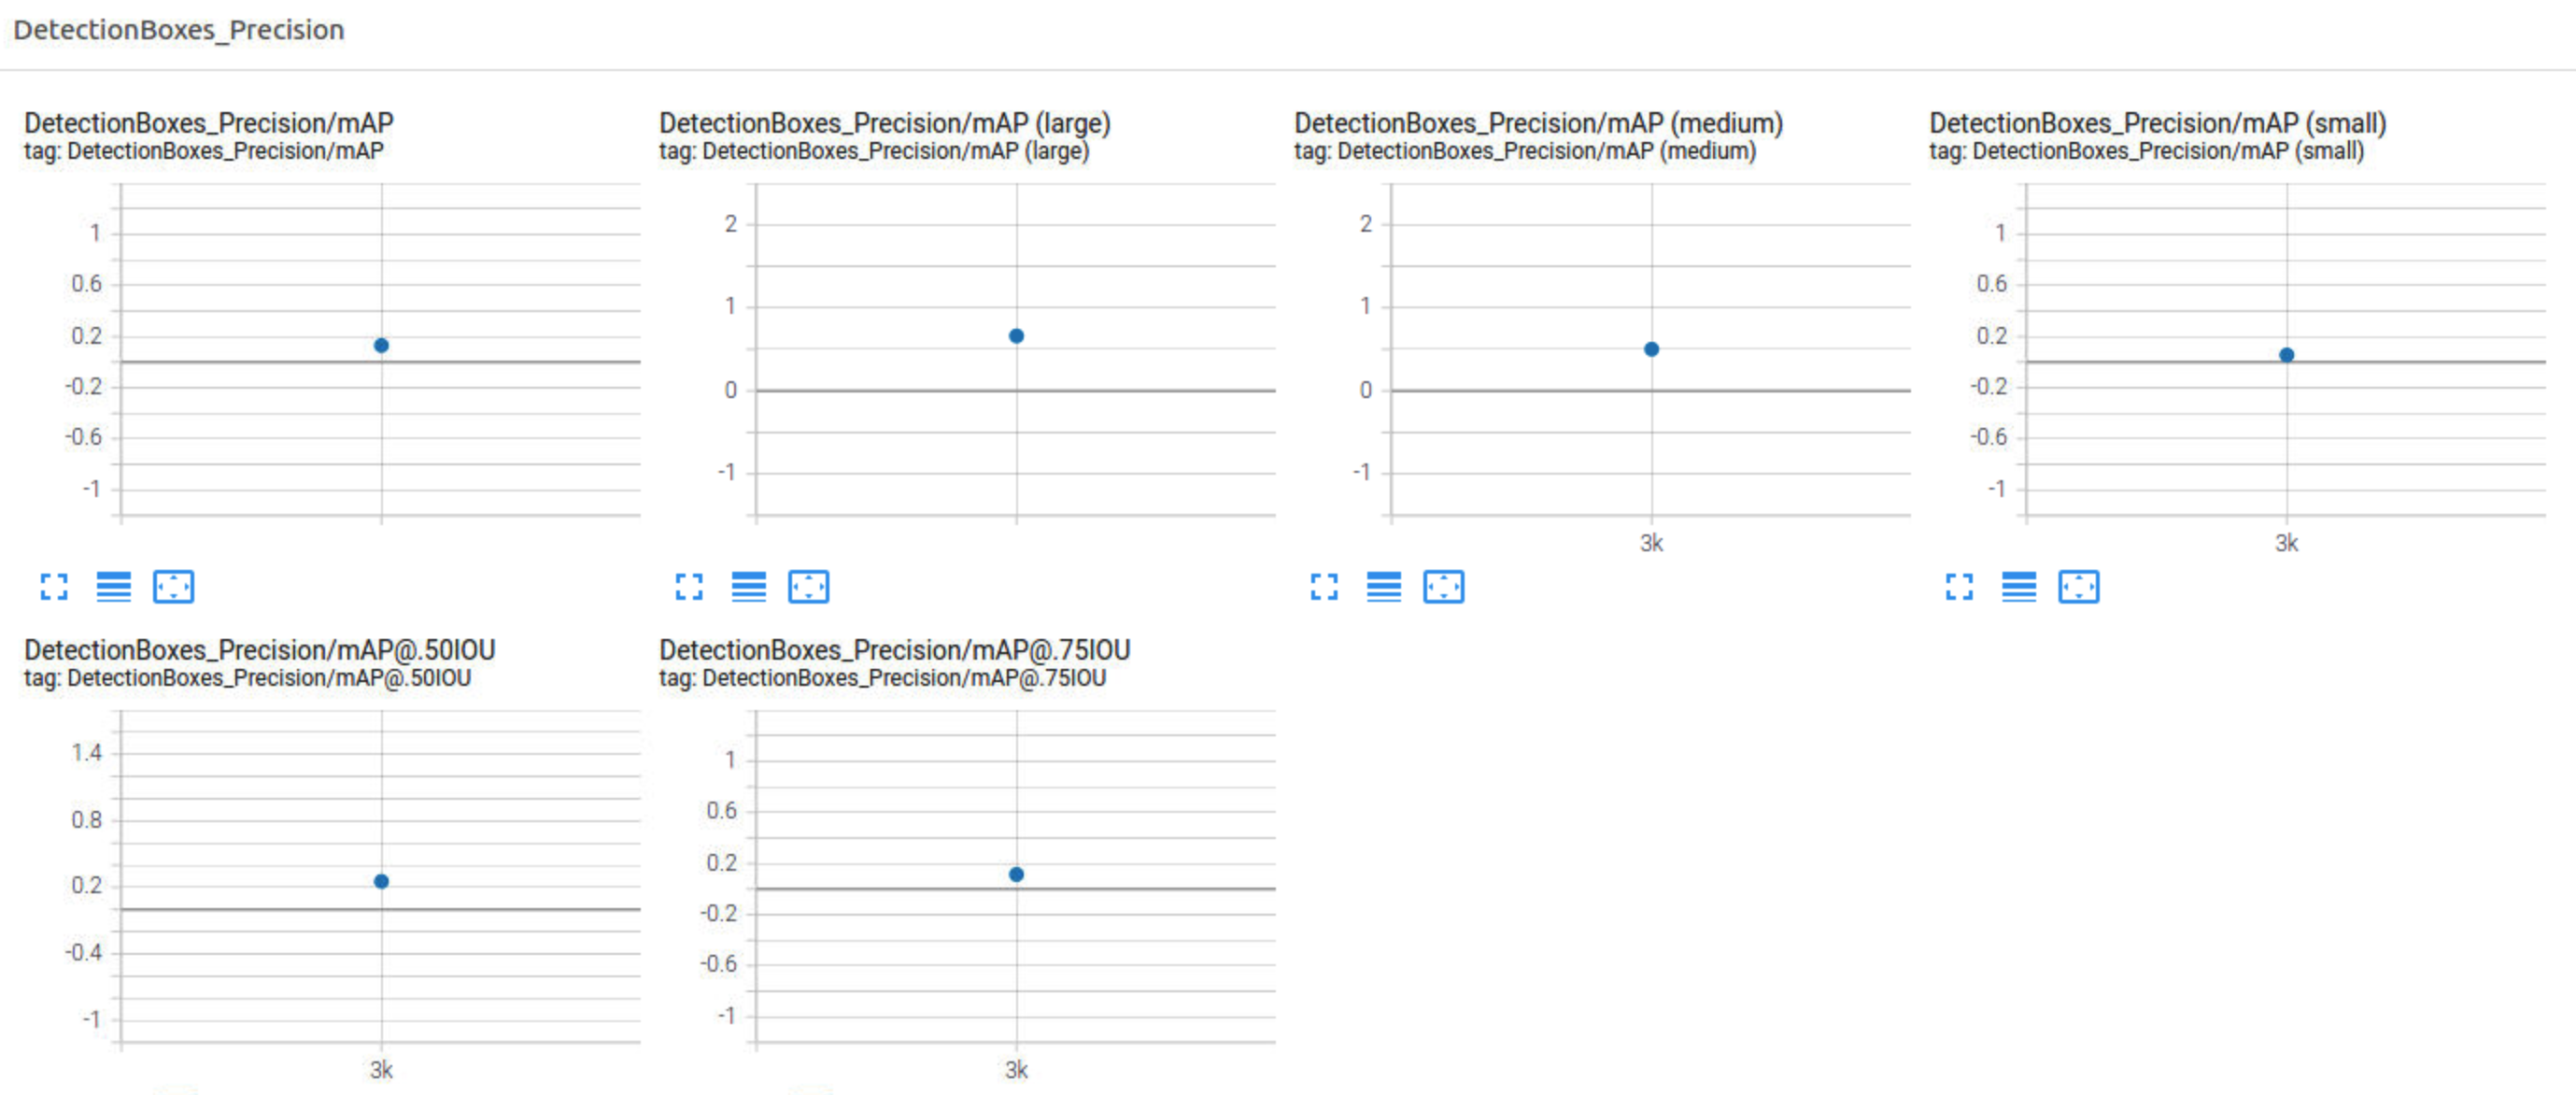 DetectionBoxes_Precision
DetectionBoxes_Precision/mAP
tag: DetectionBoxes_Precision/mAP
1
0.6
0.2
-0.2
-0.6
-1
DetectionBoxes_Precision/mAP (large)
tag: DetectionBoxes_Precision/mAP (large)
2
1
0
-1
DetectionBoxes_Precision/mAP (medium)
tag: DetectionBoxes_Precision/mAP (medium)
2
1
0
-1
3k
DetectionBoxes_Precision/mAP (small)
tag: DetectionBoxes_Precision/mAP (small)
1
0.6
0.2
-0.2
-0.6
-1
3k
DetectionBoxes_Precision/mAP@.50IOU
tag: DetectionBoxes_Precision/mAP@.50IOU
1.4
0.8
0.2
-0.4
-1
3k
DetectionBoxes_Precision/mAP@.75IOU
tag: DetectionBoxes_Precision/mAP@.75IOU
1
0.6
0.2
-0.2
-0.6
-1
3k